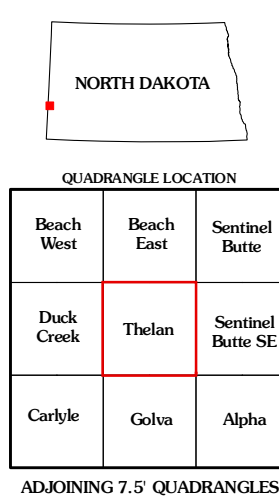 NORTH DAKOTA
QUADRANGLE LOCATION
Beach
West
Beach
East
Sentinel
Butte
Duck
Creek
Thelan
Sentinel
Butte SE
Carlyle
Golva
Alpha
ADJOINING 7.5' QUADRANGLES